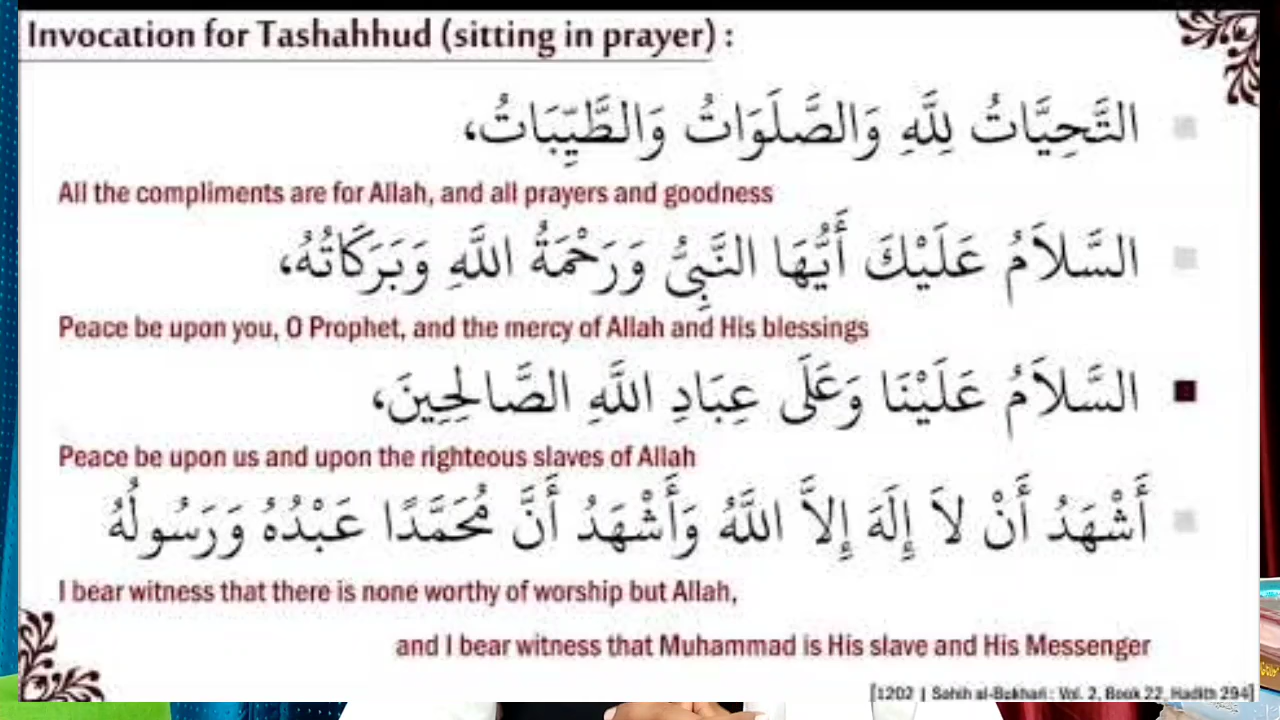 Invocation for Tashahhud (sitting in prayer) :
التَّحِيَّاتُ لِلَّهِ وَالصَّلَوَاتُ وَالطَّيِّبَاتُ،
All the compliments are for Allah, and all prayers and goodness
السَّلاَمُ عَلَيْكَ أَيُّهَا النَّبِيُّ وَرَحْمَةُ اللَّهِ وَبَرَكَاتُهُ،
Peace be upon you, O Prophet, and the mercy of Allah and His blessings
السَّلاَمُ عَلَيْنَا وَعَلَى عِبَادِ اللَّهِ الصَّالِحِينَ،
Peace be upon us and upon the righteous slaves of Allah
أَشْهَدُ أَنْ لاَ إِلَهَ إِلاَّ اللَّهُ وَأَشْهَدُ أَنَّ مُحَمَّدًا عَبْدُهُ وَرَسُولُهُ
I bear witness that there is none worthy of worship but Allah,
and I bear witness that Muhammad is His slave and His Messenger
[1202 | Sahih al-Bukhari : Vol. 2, Book 22, Hadith 294]